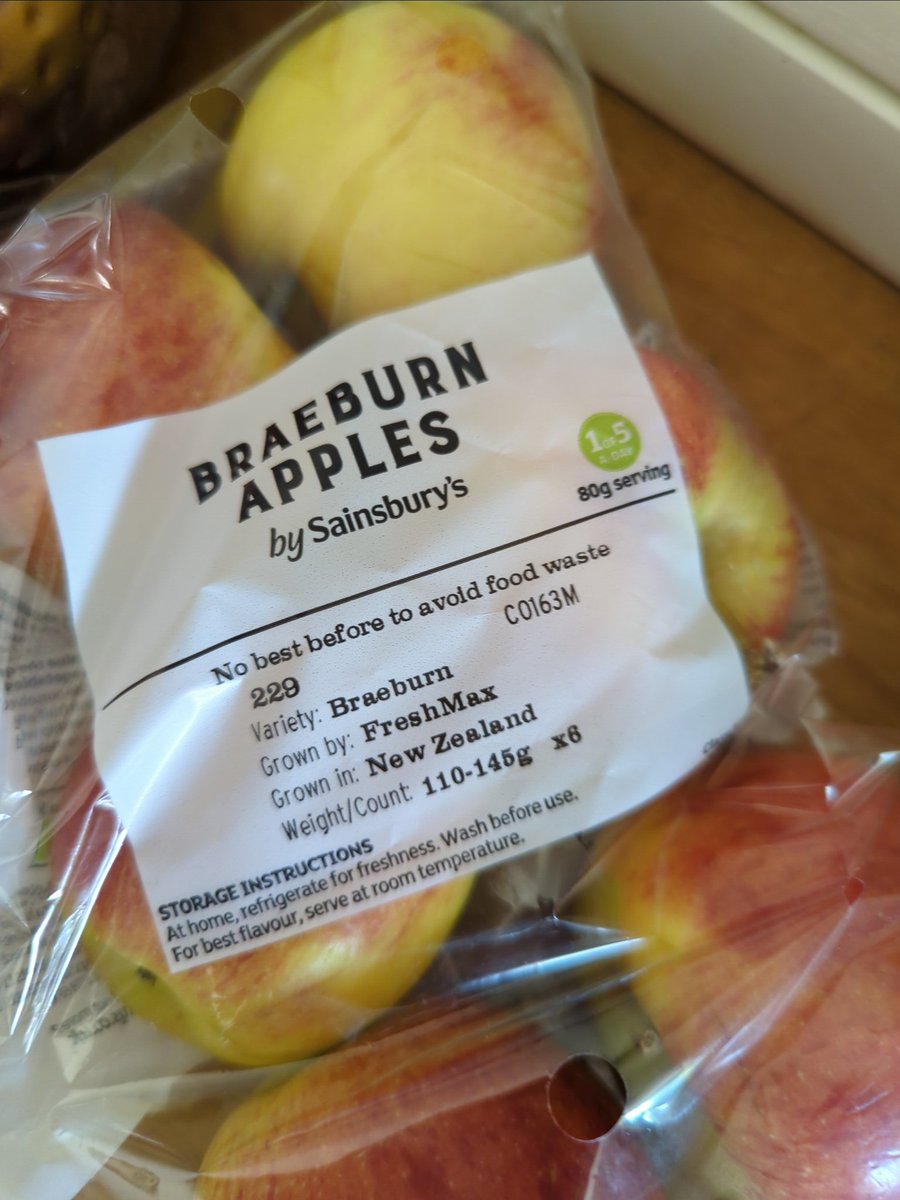 BRAEBURN
APPLES
by Sainsbury's
1 OF 5
A-DAY
80g serving
No best before to avoid food waste
229
C0163M
Variety: Braeburn
Grown by: FreshMax
Grown in: New Zealand
Weight/Count: 110-145g x6
STORAGE INSTRUCTIONS
At home, refrigerate for freshness. Wash before use.
For best flavour, serve at room temperature.